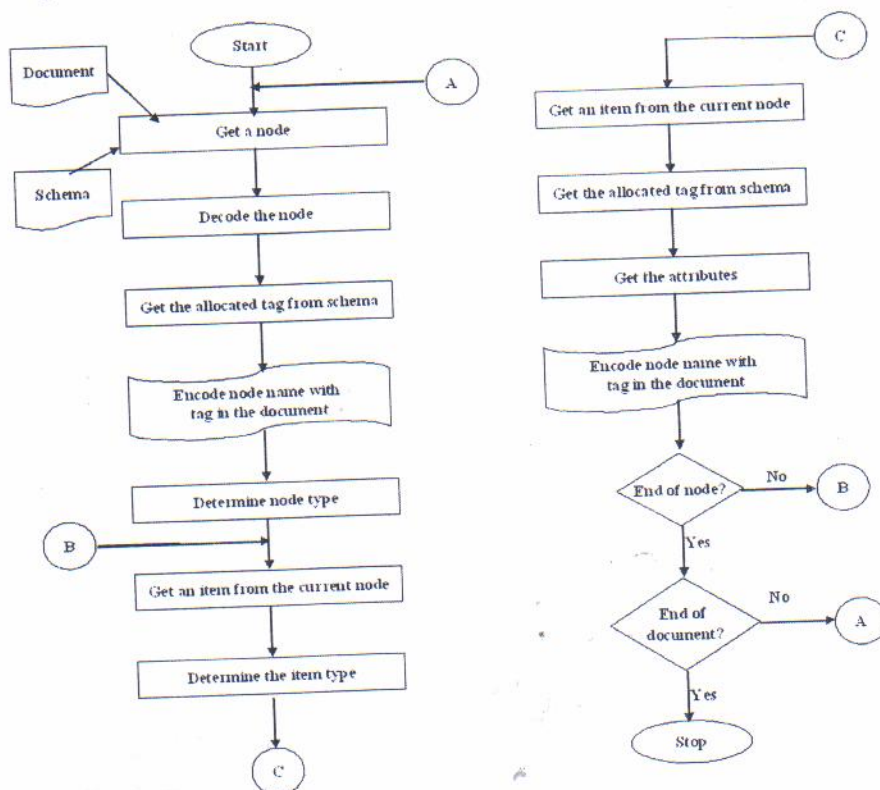 Start
Document
A
Get a node
Schema
Decode the node
Get the allocated tag from schema
Encode node name with
tag in the document
Determine node type
B
Get an item from the current node
Determine the item type
C
C
Get an item from the current node
Get the allocated tag from schema
Get the attributes
Encode node name with
tag in the document
End of node?
No
B
Yes
End of
document?
No
A
Yes
Stop